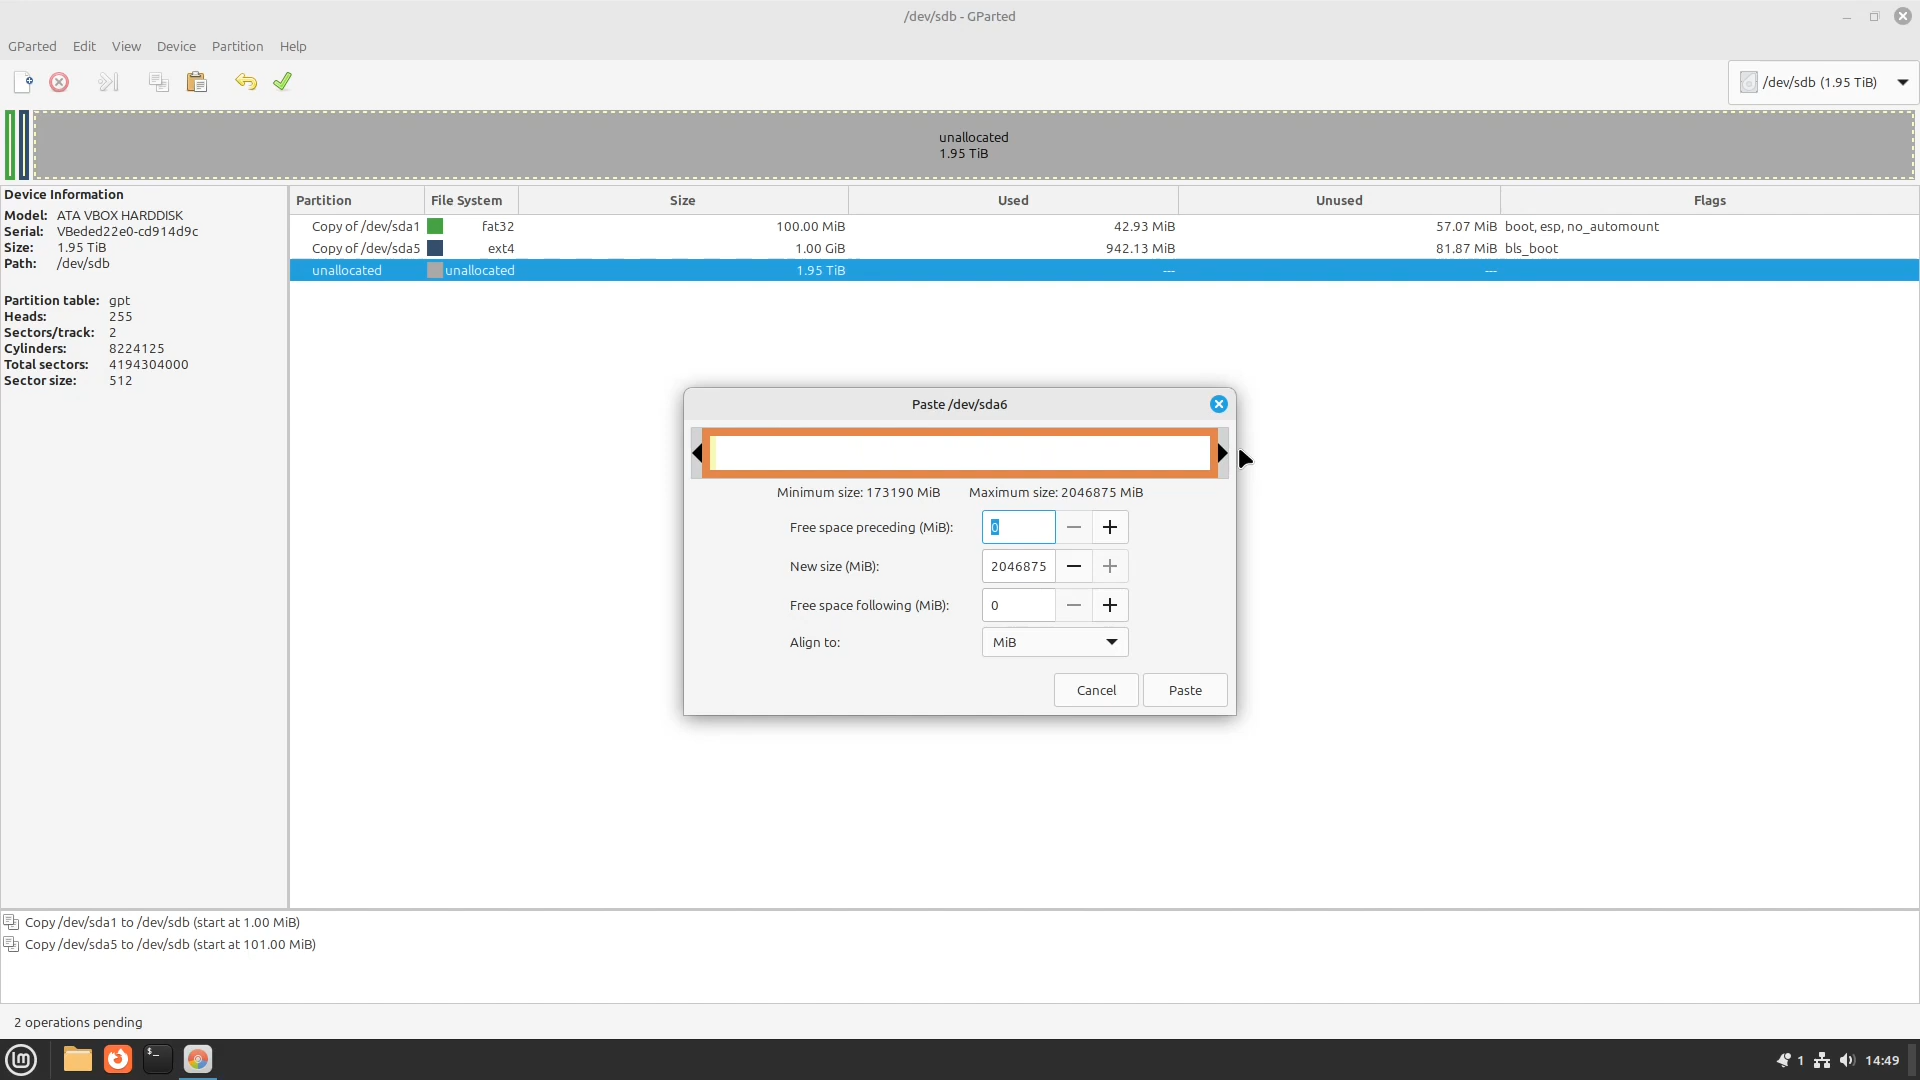 /dev/sdb - GParted
GParted Edit View Device Partition Help
/dev/sdb (1.95 TiB)
unallocated
1.95 TiB
Device Information
Model: ATA VBOX HARDDISK
Serial: VBeded22e0-cd914d9c
Size: 1.95 TiB
Path: /dev/sdb
Partition table: gpt
Heads: 255
Sectors/track: 2
Cylinders: 8224125
Total sectors: 4194304000
Sector size: 512
Partition File System Size Used Unused Flags
Copy of /dev/sda1 fat32 100.00 MiB 42.93 MiB 57.07 MiB boot, esp, no_automount
Copy of /dev/sda5 ext4 1.00 GiB 942.13 MiB 81.87 MiB bls_boot
unallocated unallocated 1.95 TiB --- ---
Paste /dev/sda6
Minimum size: 173190 MiB Maximum size: 2046875 MiB
Free space preceding (MiB): 0
New size (MiB): 2046875
Free space following (MiB): 0
Align to: MiB
Cancel Paste
Copy /dev/sda1 to /dev/sdb (start at 1.00 MiB)
Copy /dev/sda5 to /dev/sdb (start at 101.00 MiB)
2 operations pending
1 14:49